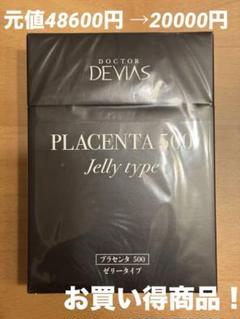 元値48600円 →20000円
DOCTOR
DEVIAS
PLACENTA 500
Jelly type
プラセンタ 500
ゼリータイプ
お買い得商品！